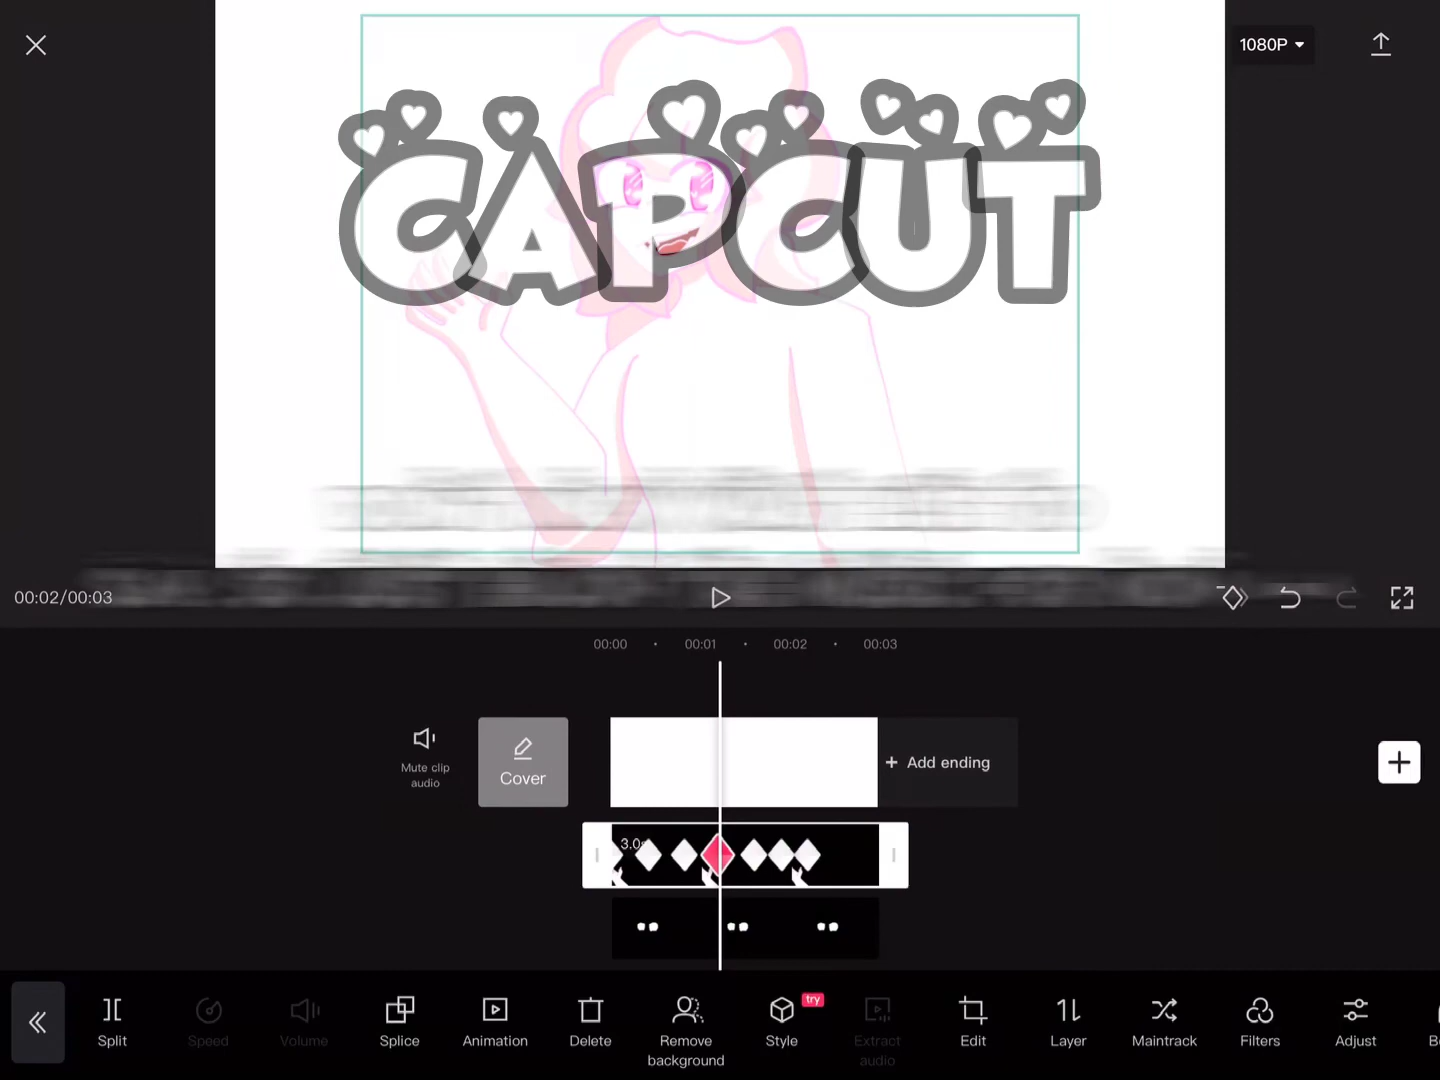 1080P
CAPCUT
00:02/00:03
00:00 · 00:01 · 00:02 · 00:03
Mute clip
audio
Cover
+ Add ending
3.0s
Split
Speed
Volume
Splice
Animation
Delete
Remove
background
Style
try
Extract
audio
Edit
Layer
Maintrack
Filters
Adjust